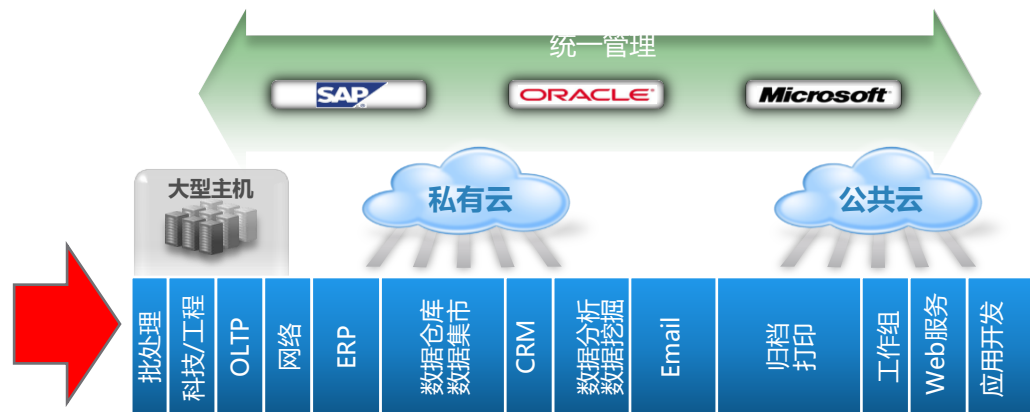 统一管理
SAP
ORACLE
Microsoft
大型主机
私有云
公共云
批处理
科技/工程
OLTP
网络
ERP
数据仓库
数据集市
CRM
数据分析
数据挖掘
Email
归档
打印
工作组
Web服务
应用开发